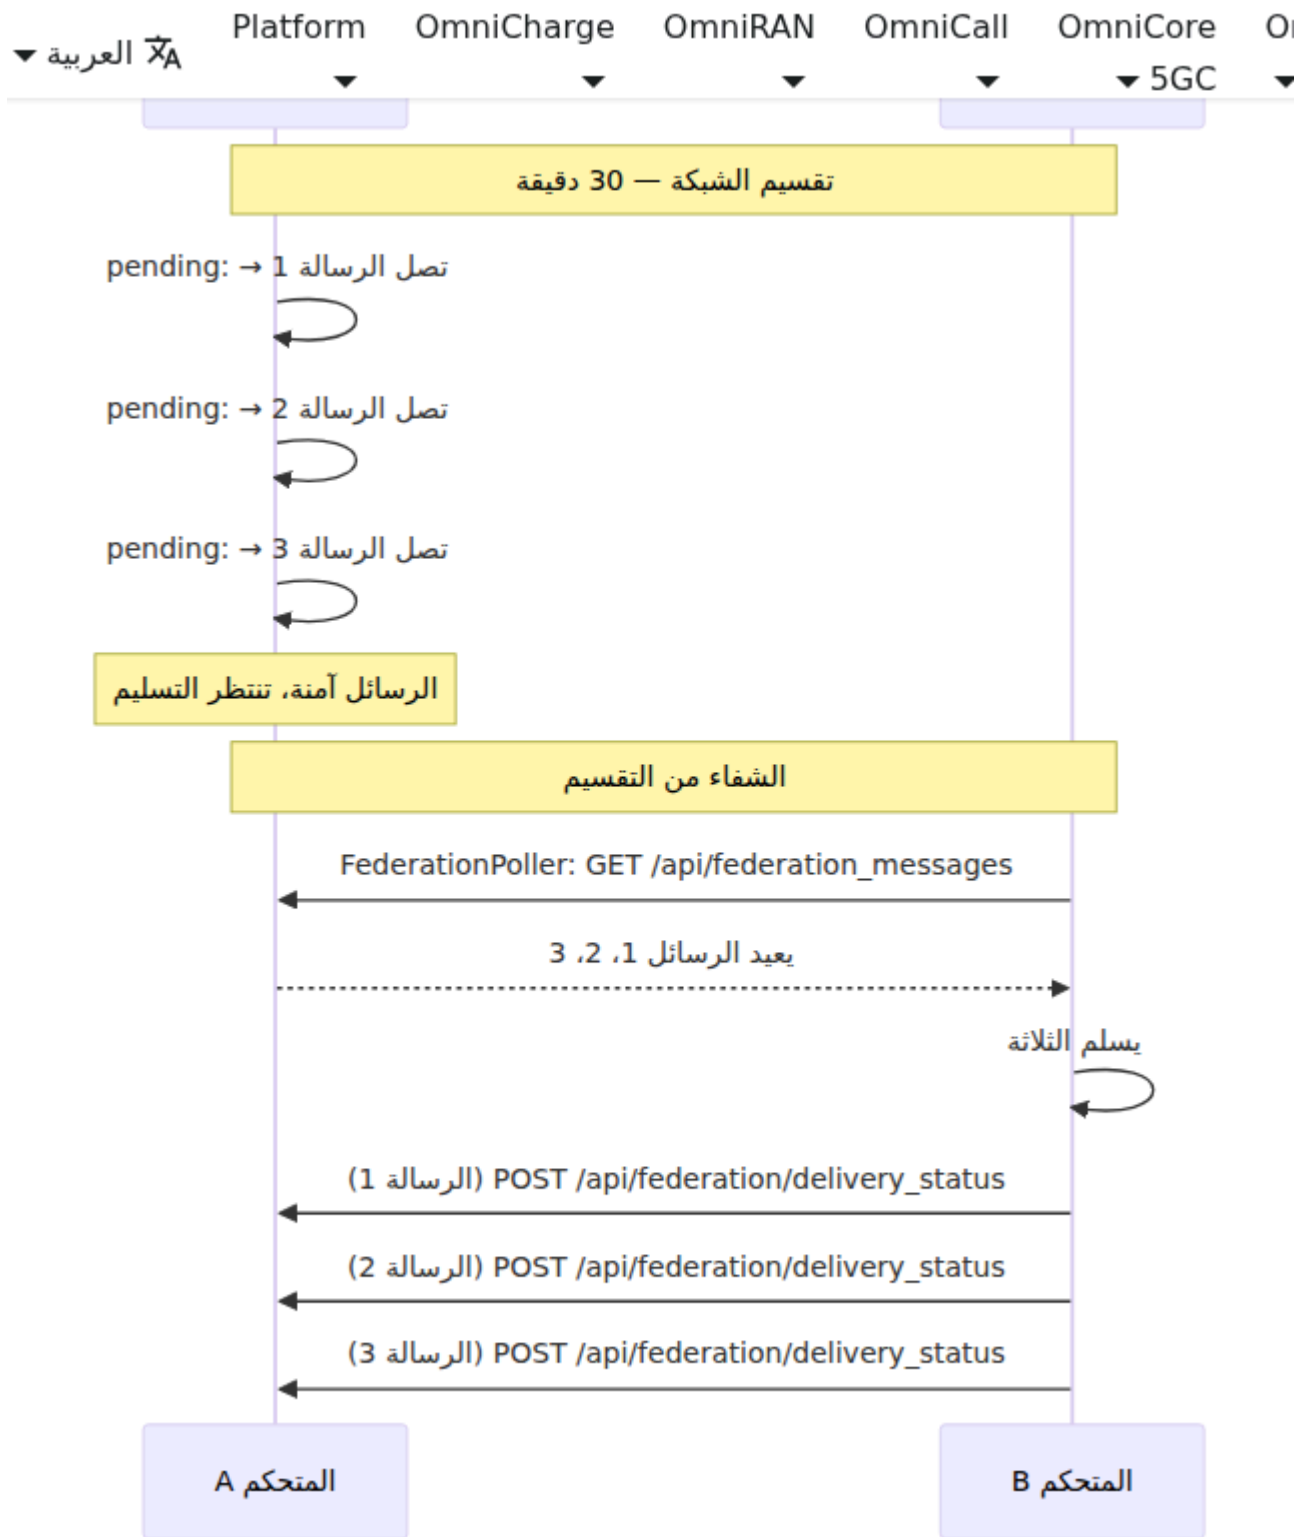 العربية
Platform
OmniCharge
OmniRAN
OmniCall
OmniCore
5GC
تقسيم الشبكة — 30 دقيقة
تصل الرسالة 1 → pending:
تصل الرسالة 2 → pending:
تصل الرسالة 3 → pending:
الرسائل آمنة، تنتظر التسليم
الشفاء من التقسيم
FederationPoller: GET /api/federation_messages
يعيد الرسائل 1، 2، 3
يسلم الثلاثة
POST /api/federation/delivery_status (الرسالة 1)
POST /api/federation/delivery_status (الرسالة 2)
POST /api/federation/delivery_status (الرسالة 3)
المتحكم A
المتحكم B